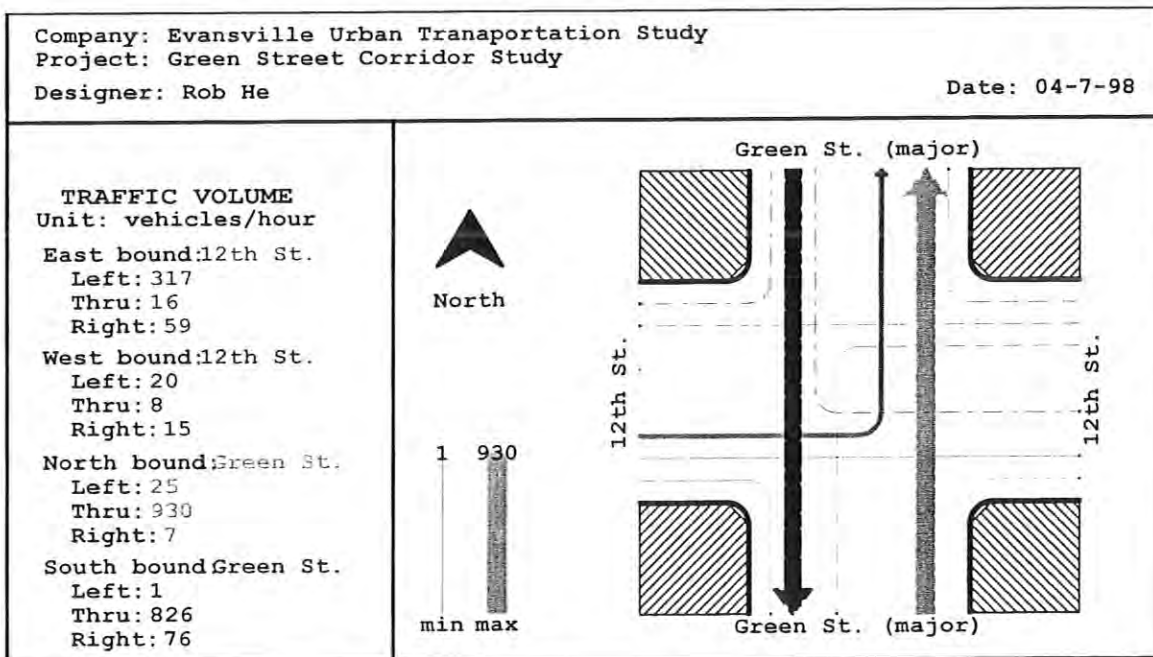 Company: Evansville Urban Tranaportation Study
Project: Green Street Corridor Study
Designer: Rob He
Date: 04-7-98
TRAFFIC VOLUME
Unit: vehicles/hour
East bound:12th St.
Left: 317
Thru: 16
Right: 59
West bound:12th St.
Left: 20
Thru: 8
Right: 15
North bound:Green St.
Left: 25
Thru: 930
Right: 7
South bound Green St.
Left: 1
Thru: 826
Right: 76
North
1 930
min max
Green St. (major)
12th St.
12th St.
Green St. (major)